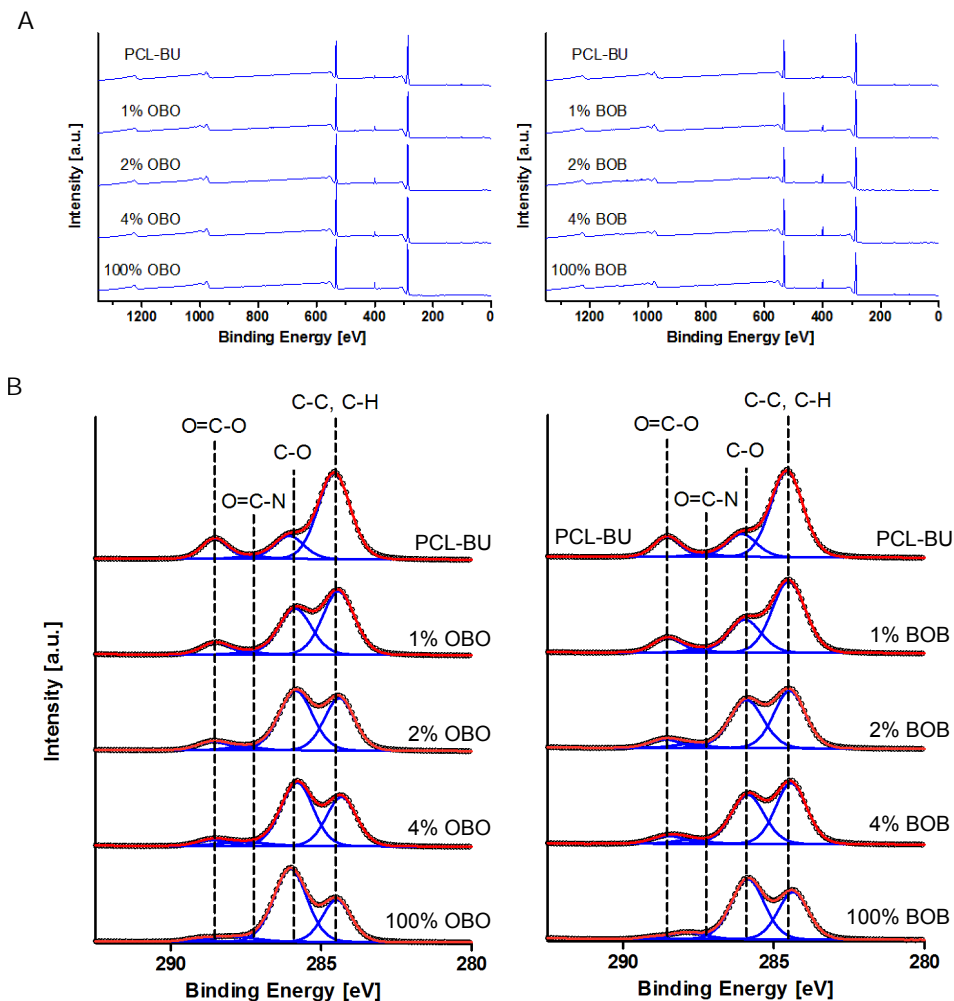 A
Intensity [a.u.]
PCL-BU
1% OBO
2% OBO
4% OBO
100% OBO
1200 1000 800 600 400 200 0
Binding Energy [eV]
Intensity [a.u.]
PCL-BU
1% BOB
2% BOB
4% BOB
100% BOB
1200 1000 800 600 400 200 0
Binding Energy [eV]
B
Intensity [a.u.]
C-C, C-H
O=C-O
C-O
O=C-N
PCL-BU
1% OBO
2% OBO
4% OBO
100% OBO
290 285 280
Binding Energy [eV]
C-C, C-H
O=C-O
C-O
O=C-N
PCL-BU
PCL-BU
1% BOB
2% BOB
4% BOB
100% BOB
290 285 280
Binding Energy [eV]